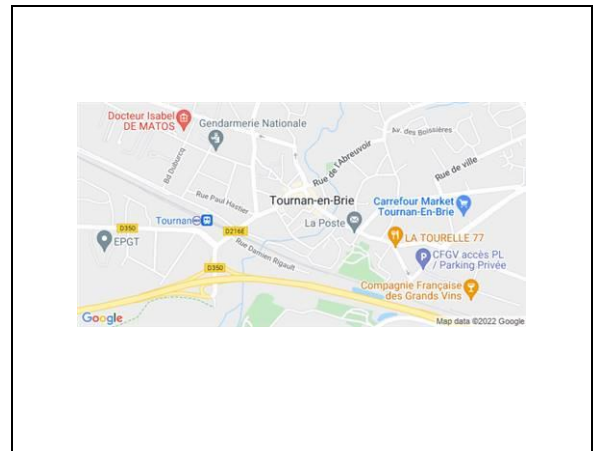 Docteur Isabel
DE MATOS
Gendarmerie Nationale
Av. des Boissières
Rue de l'Abreuvoir
Rue de ville
Bd Duburcq
Rue Paul Hastier
Tournan-en-Brie
Carrefour Market
Tournan-En-Brie
Tournan
La Poste
D350
D216E
EPGT
LA TOURELLE 77
Rue Damien Rigault
CFGV accès PL
/ Parking Privée
D350
Compagnie Française
des Grands Vins
Google
Map data ©2022 Google